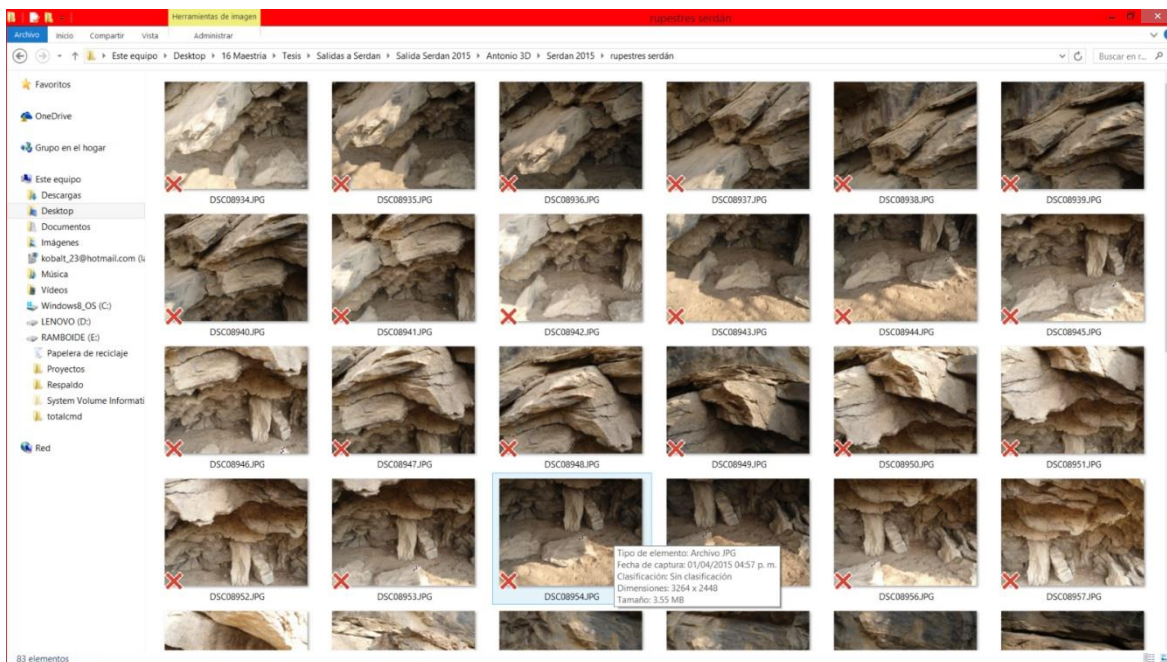 Herramientas de imagen
rupestres serdán
Archivo Inicio Compartir Vista Administrar
Este equipo Desktop 16 Maestria Tesis Salidas a Serdan Salida Serdan 2015 Antonio 3D Serdan 2015 rupestres serdán
Buscar en r...
Favoritos
OneDrive
Grupo en el hogar
Este equipo
Descargas
Desktop
Documentos
Imágenes
kobalt_23@hotmail.com (la
Música
Vídeos
Windows8_OS (C:)
LENOVO (D:)
RAMBOIDE (E:)
Papelera de reciclaje
Proyectos
Respaldo
System Volume Informati
totalcmd
Red
DSC08934.JPG DSC08935.JPG DSC08936.JPG DSC08937.JPG DSC08938.JPG DSC08939.JPG
DSC08940.JPG DSC08941.JPG DSC08942.JPG DSC08943.JPG DSC08944.JPG DSC08945.JPG
DSC08946.JPG DSC08947.JPG DSC08948.JPG DSC08949.JPG DSC08950.JPG DSC08951.JPG
DSC08952.JPG DSC08953.JPG DSC08954.JPG DSC08956.JPG DSC08957.JPG
Tipo de elemento: Archivo JPG
Fecha de captura: 01/04/2015 04:57 p. m.
Clasificación: Sin clasificación
Dimensiones: 3264 x 2448
Tamaño: 3.55 MB
83 elementos